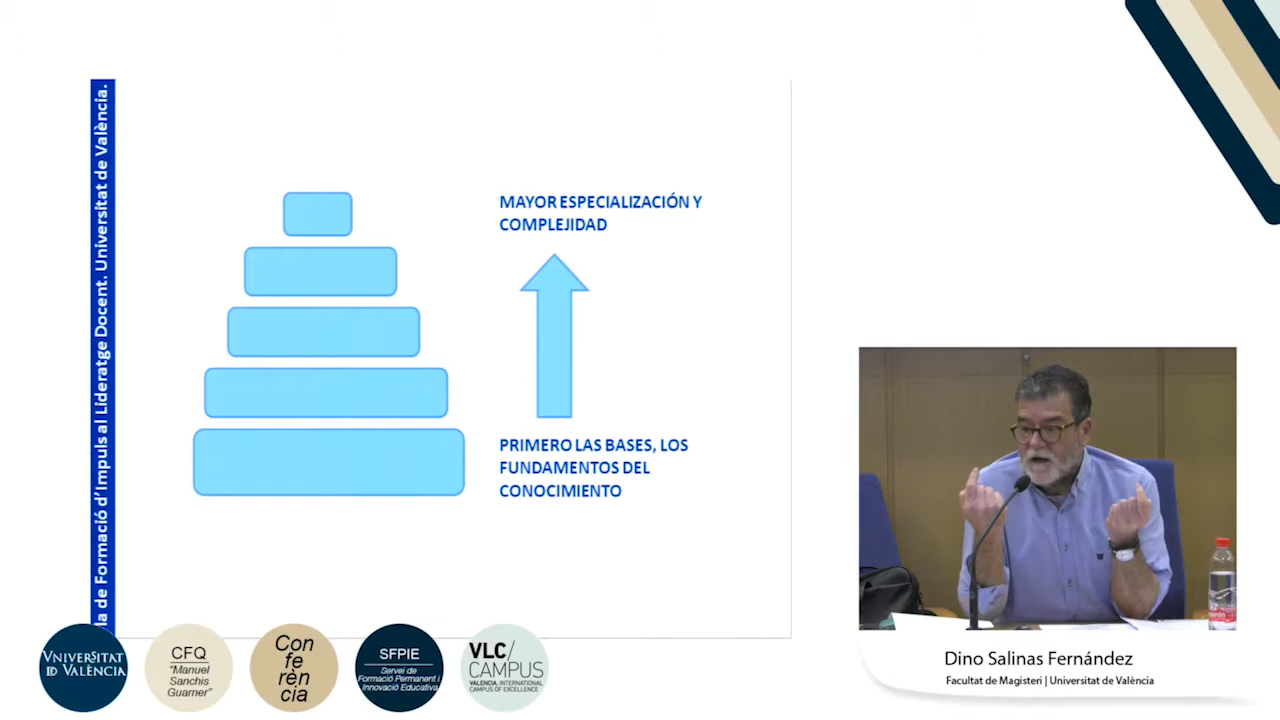 la de Formació d'Impuls al Lideratge Docent. Universitat de València.
MAYOR ESPECIALIZACIÓN Y
COMPLEJIDAD
PRIMERO LAS BASES, LOS
FUNDAMENTOS DEL
CONOCIMIENTO
Dino Salinas Fernández
Facultat de Magisteri | Universitat de València
VNIVERSITAT
ID VALÈNCIA
CFQ
"Manuel
Sanchis
Guarner"
Con
fe
rèn
cia
SFPIE
Servei de
Formació Permanent i
Innovació Educativa
VLC/
CAMPUS
VALENCIA, INTERNATIONAL
CAMPUS OF EXCELLENCE